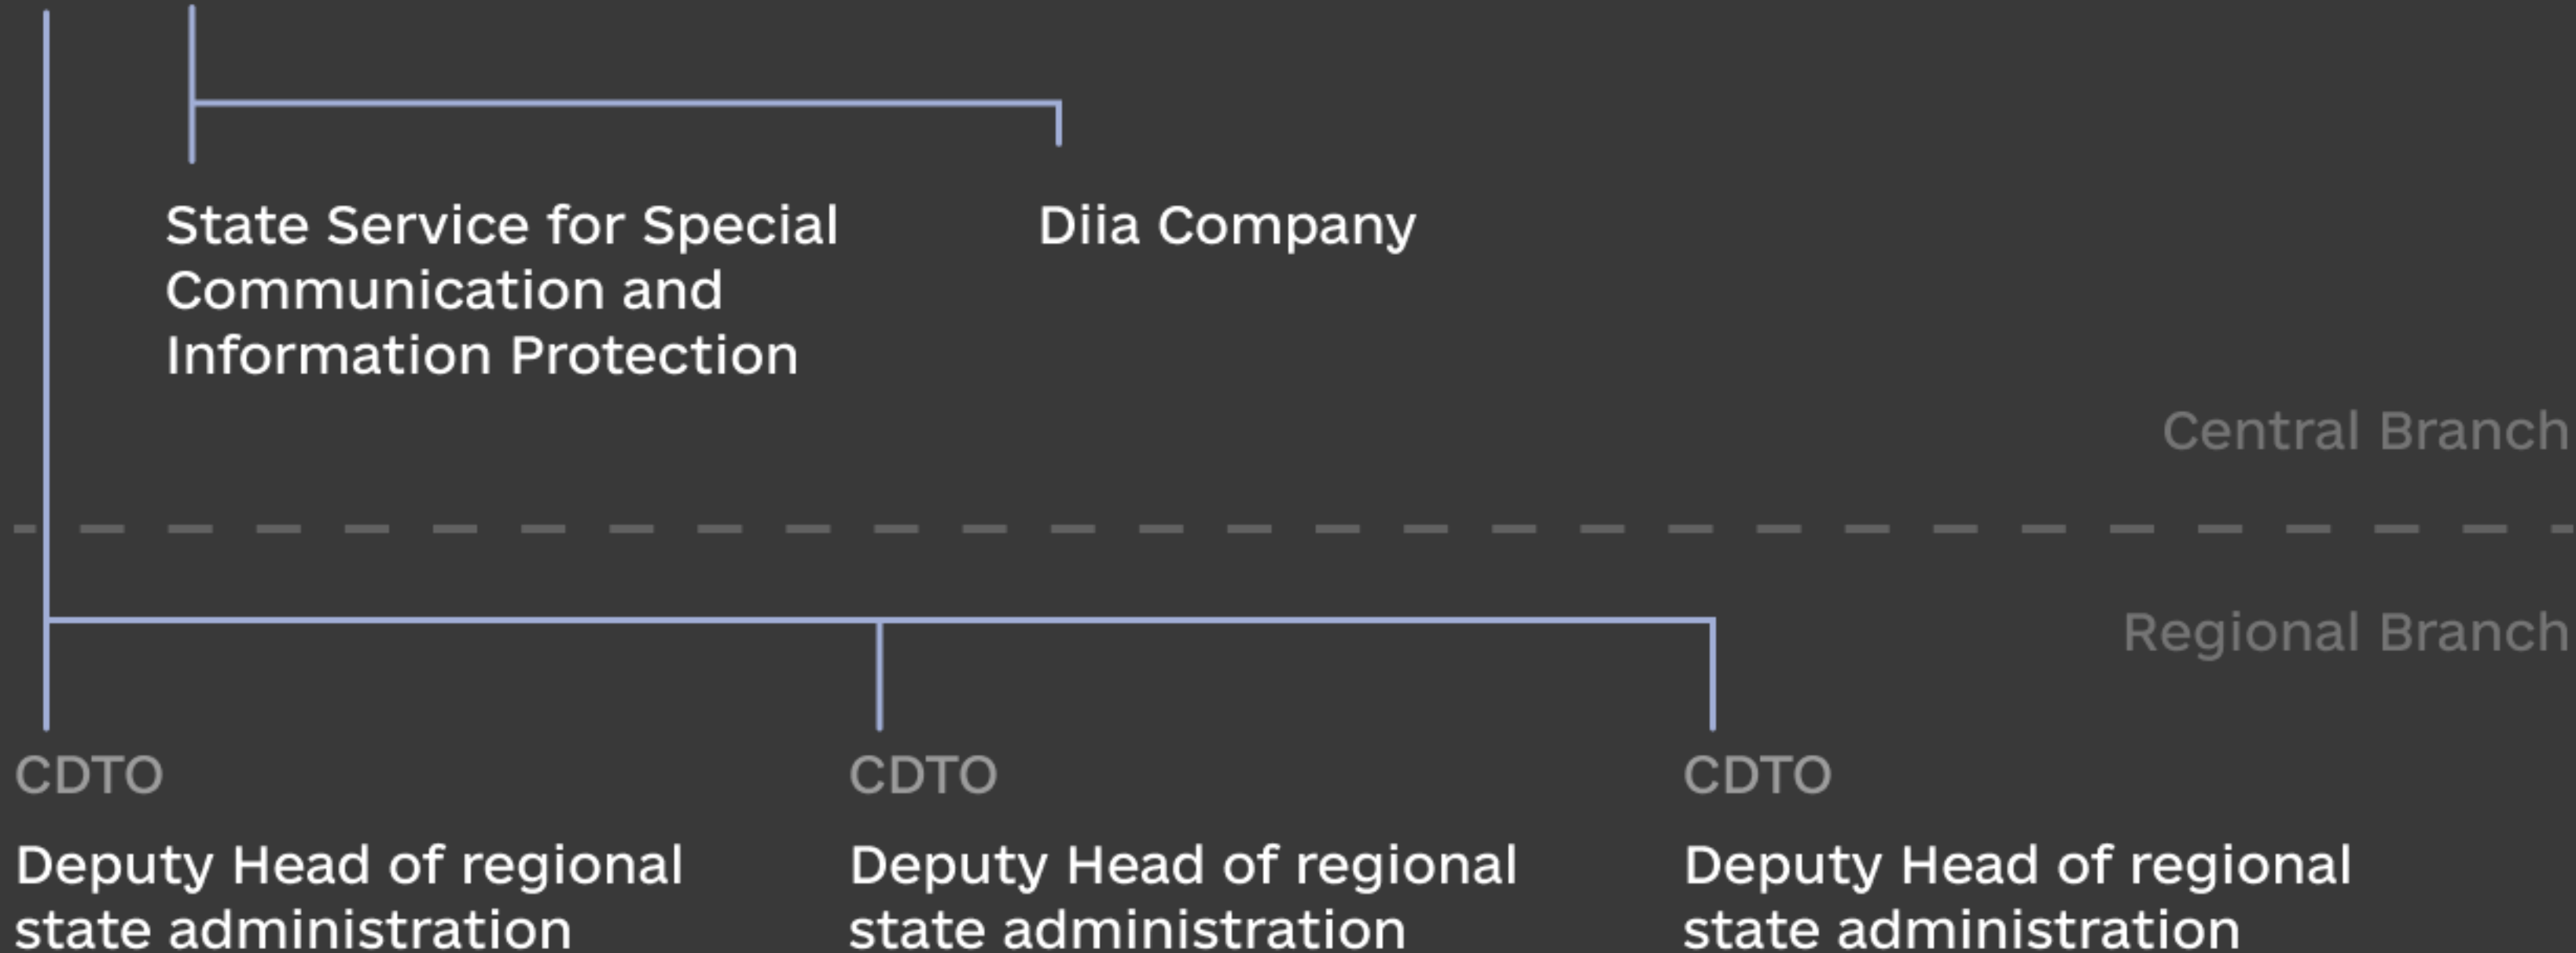 State Service for Special
Communication and
Information Protection
Diia Company
Central Branch
Regional Branch
CDTO
Deputy Head of regional
state administration
CDTO
Deputy Head of regional
state administration
CDTO
Deputy Head of regional
state administration